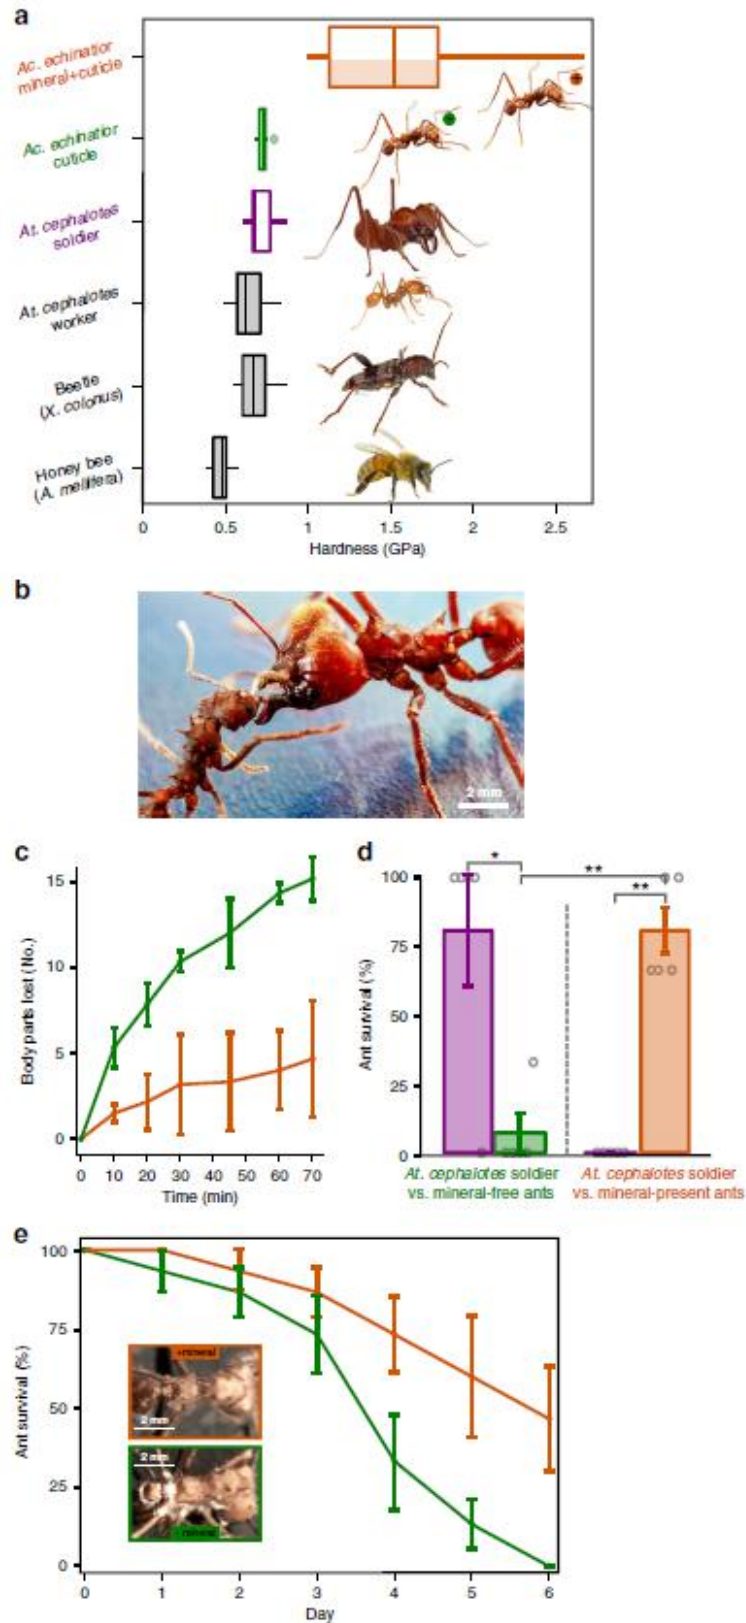 a
Ac. echinatior
mineral+cuticle
Ac. echinatior
cuticle
At. cephalotes
soldier
At. cephalotes
worker
Beetle
(X. colonus)
Honey bee
(A. mellifera)
0 0.5 1 1.5 2 2.5
Hardness (GPa)
b
2 mm
c
15
10
5
0
Body parts lost (No.)
0 10 20 30 40 50 60 70
Time (min)
d
* ** **
100
75
50
25
0
Ant survival (%)
At. cephalotes soldier
vs. mineral-free ants
At. cephalotes soldier
vs. mineral-present ants
e
100
75
50
25
0
Ant survival (%)
+mineral
2 mm
2 mm
- mineral
0 1 2 3 4 5 6
Day